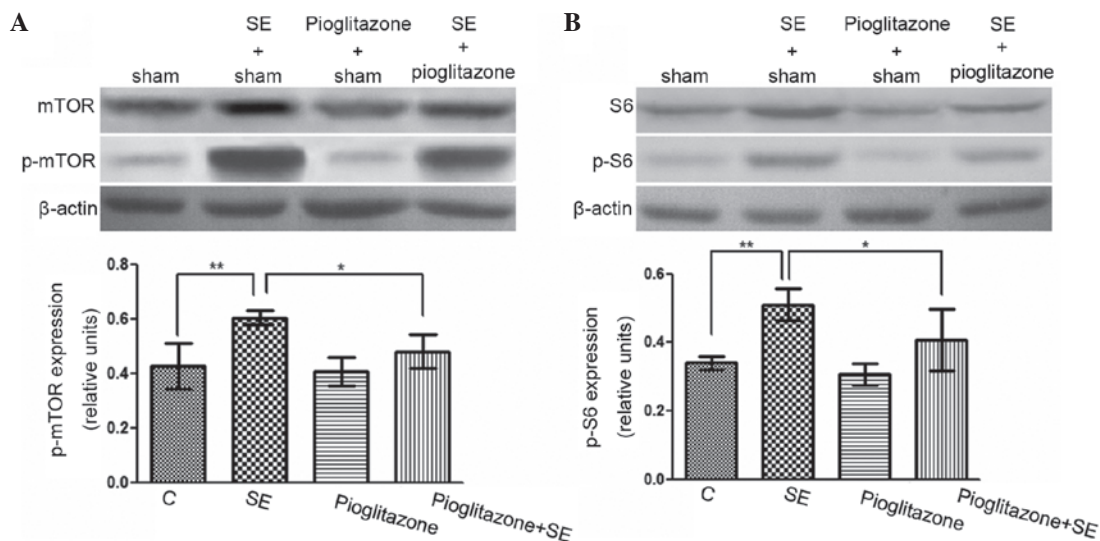 A
SE Pioglitazone SE
+ + +
sham sham sham pioglitazone
mTOR
p-mTOR
β-actin
p-mTOR expression
(relative units)
0.8
0.6
0.4
0.2
0.0
** *
C SE Pioglitazone Pioglitazone+SE
B
SE Pioglitazone SE
+ + +
sham sham sham pioglitazone
S6
p-S6
β-actin
p-S6 expression
(relative units)
0.6
0.4
0.2
0.0
** *
C SE Pioglitazone Pioglitazone+SE